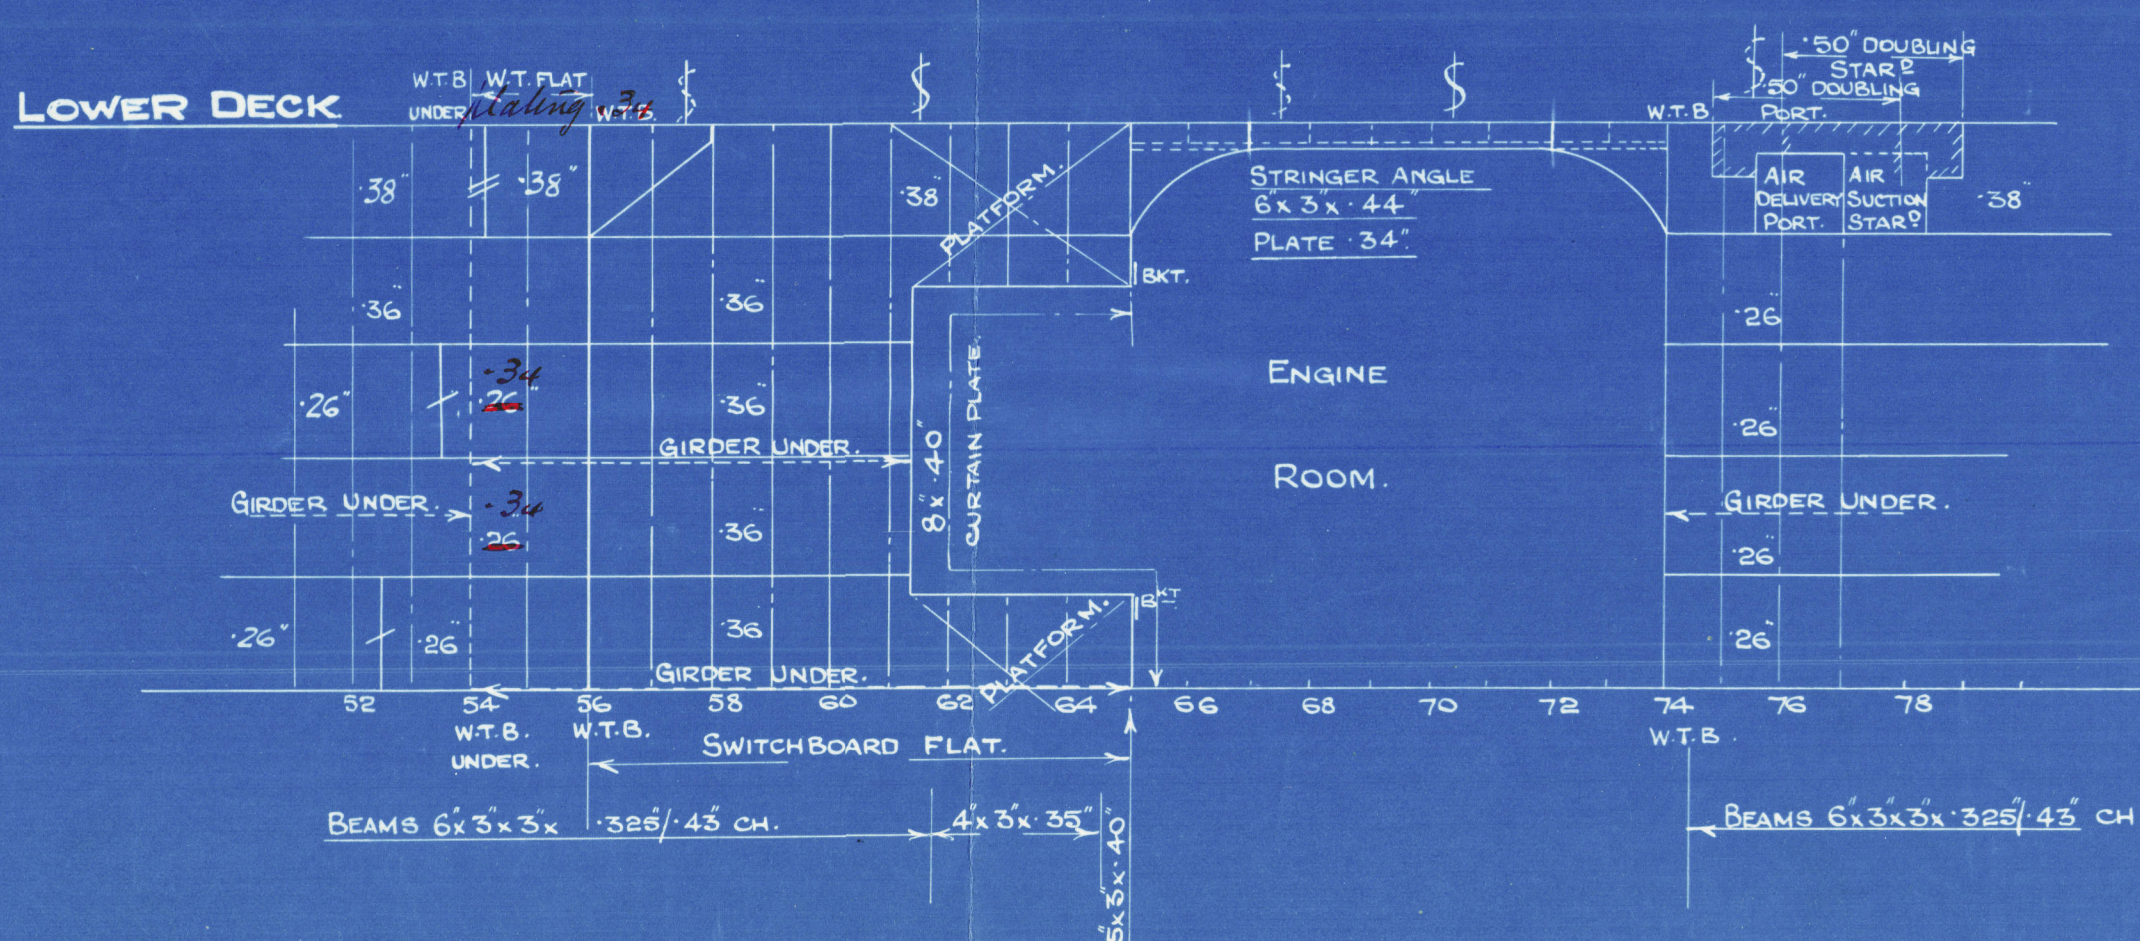 LOWER DECK
W.T.B
UNDER
W.T. FLAT
plating .34
W.T.B.
W.T.B
·50" DOUBLING
STARD
·50" DOUBLING
PORT.
·38"
·38"
·38"
PLATFORM.
STRINGER ANGLE
6"x 3"x ·44"
PLATE ·34"
AIR
DELIVERY
PORT.
AIR
SUCTION
STARD
·38"
BKT.
·36"
·36"
·26"
·34
·26"
·26"
·36"
ENGINE
ROOM.
·26"
GIRDER UNDER.
8"x ·40"
CURTAIN PLATE.
GIRDER UNDER.
·34
·26"
·36"
GIRDER UNDER.
·26"
·26"
·26"
·36
BKT
PLATFORM.
·26"
GIRDER UNDER.
52 54 56 58 60 62 64 66 68 70 72 74 76 78
W.T.B.
UNDER.
W.T.B.
SWITCHBOARD FLAT.
W.T.B.
BEAMS 6"x 3"x 3"x ·325"/·43" CH.
4"x 3"x ·35"
5"x 3"x ·40"
BEAMS 6"x 3"x 3"x ·325"/·43" CH